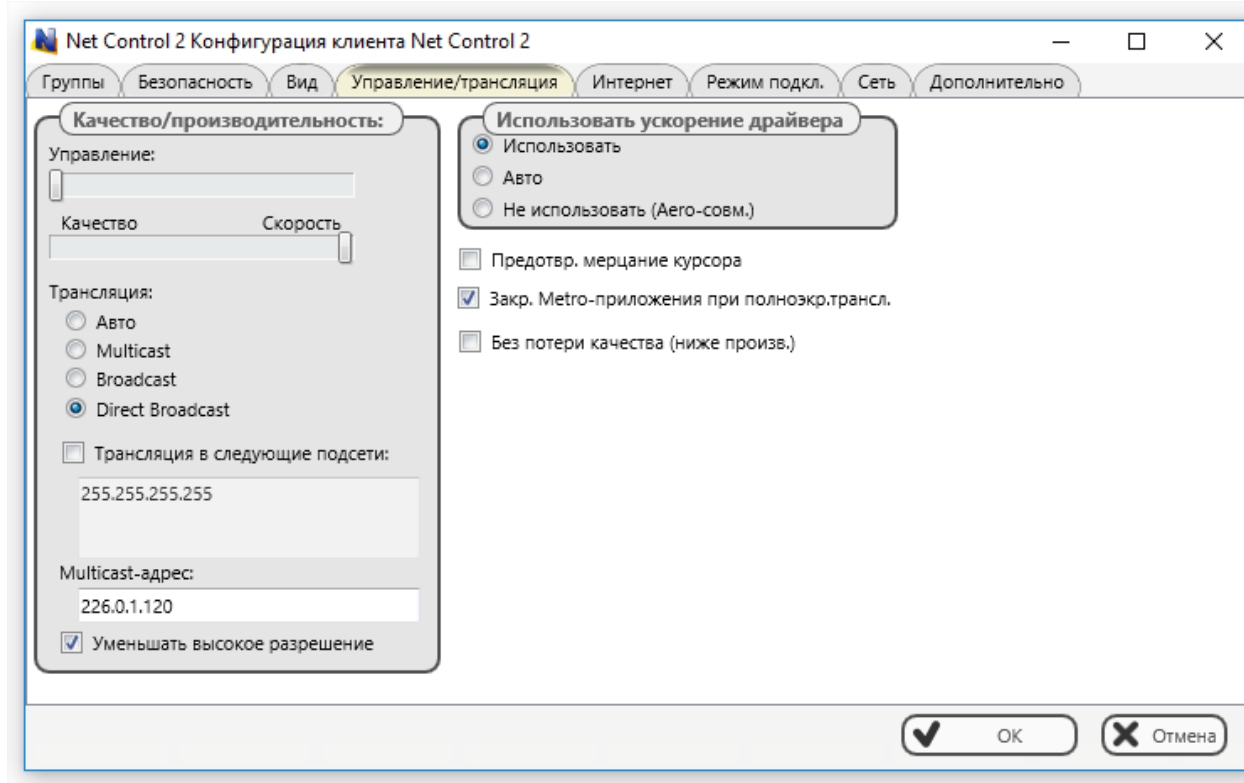 Net Control 2 Конфигурация клиента Net Control 2
Группы Безопасность Вид Управление/трансляция Интернет Режим подкл. Сеть Дополнительно
Качество/производительность:
Управление:
Качество Скорость
Трансляция:
Авто
Multicast
Broadcast
Direct Broadcast
Трансляция в следующие подсети:
255.255.255.255
Multicast-адрес:
226.0.1.120
Уменьшать высокое разрешение
Использовать ускорение драйвера
Использовать
Авто
Не использовать (Aero-совм.)
Предотвр. мерцание курсора
Закр. Metro-приложения при полноэкр.трансл.
Без потери качества (ниже произв.)
OK Отмена